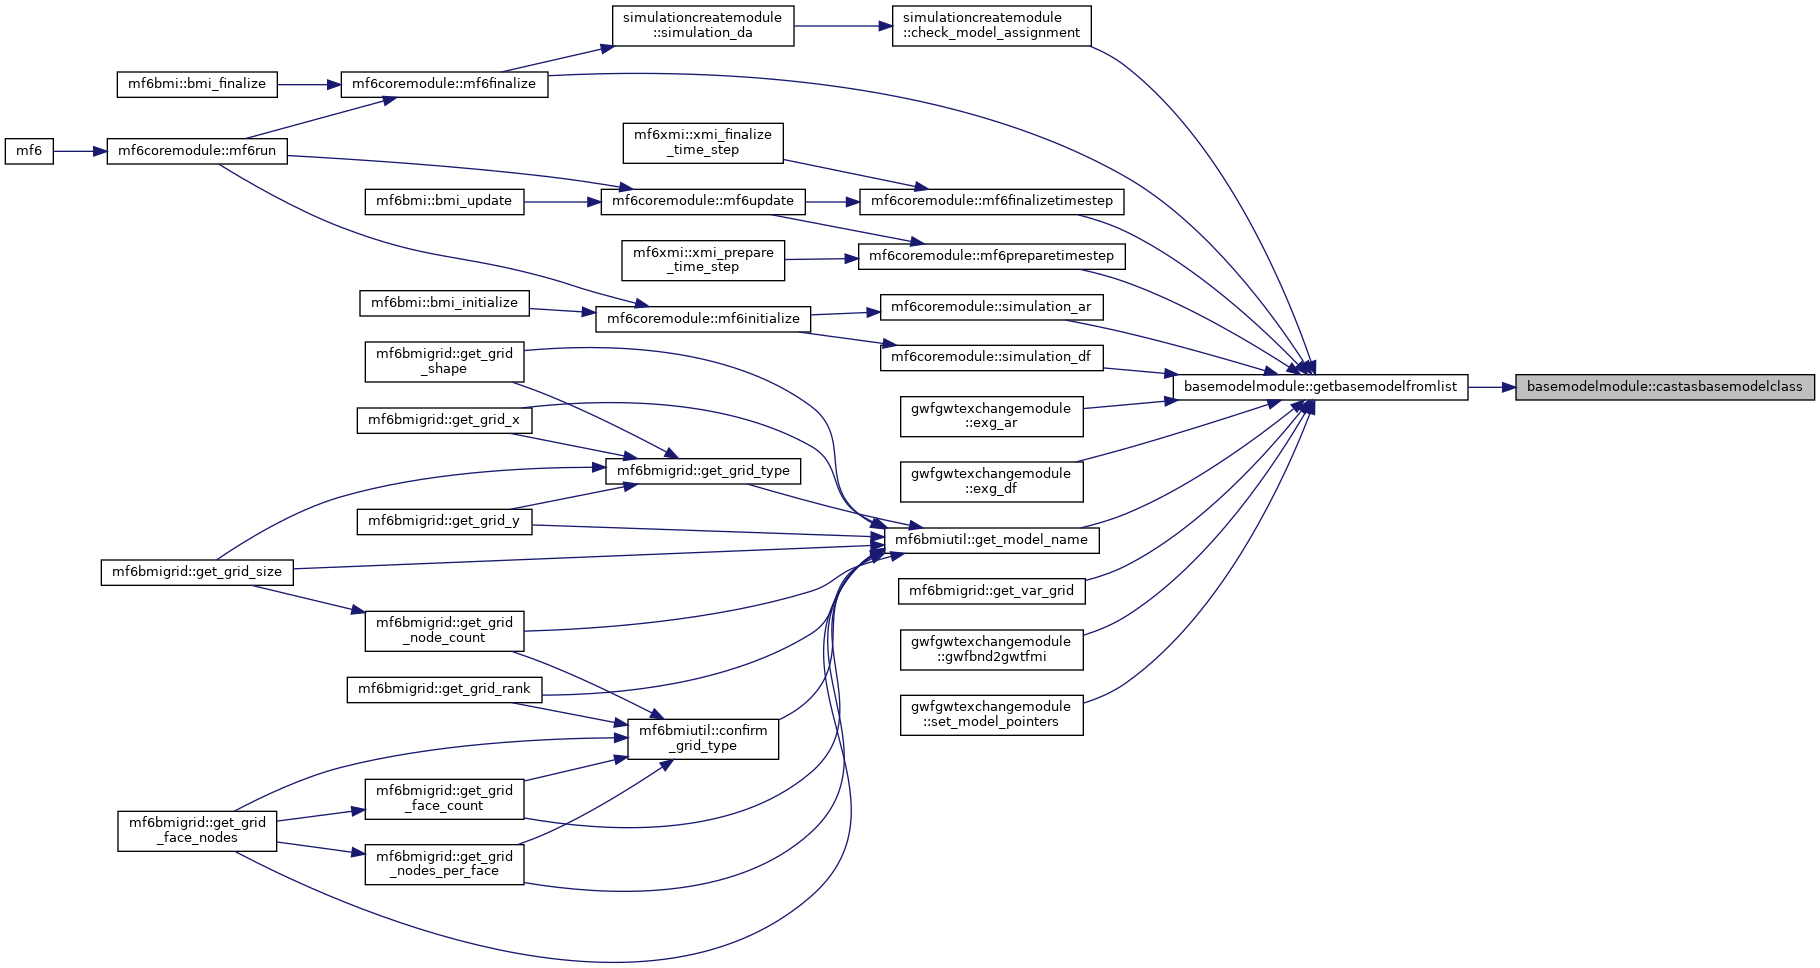 simulationcreatemodule
::simulation_da
simulationcreatemodule
::check_model_assignment
mf6bmi::bmi_finalize
mf6coremodule::mf6finalize
mf6
mf6coremodule::mf6run
mf6xmi::xmi_finalize
_time_step
mf6bmi::bmi_update
mf6coremodule::mf6update
mf6coremodule::mf6finalizetimestep
mf6xmi::xmi_prepare
_time_step
mf6coremodule::mf6preparetimestep
mf6bmi::bmi_initialize
mf6coremodule::mf6initialize
mf6coremodule::simulation_ar
mf6coremodule::simulation_df
mf6bmigrid::get_grid
_shape
basemodelmodule::getbasemodelfromlist
basemodelmodule::castasbasemodelclass
mf6bmigrid::get_grid_x
gwfgwtexchangemodule
::exg_ar
mf6bmigrid::get_grid_type
gwfgwtexchangemodule
::exg_df
mf6bmigrid::get_grid_y
mf6bmiutil::get_model_name
mf6bmigrid::get_grid_size
mf6bmigrid::get_var_grid
mf6bmigrid::get_grid
_node_count
gwfgwtexchangemodule
::gwfbnd2gwtfmi
mf6bmigrid::get_grid_rank
gwfgwtexchangemodule
::set_model_pointers
mf6bmiutil::confirm
_grid_type
mf6bmigrid::get_grid
_face_count
mf6bmigrid::get_grid
_face_nodes
mf6bmigrid::get_grid
_nodes_per_face